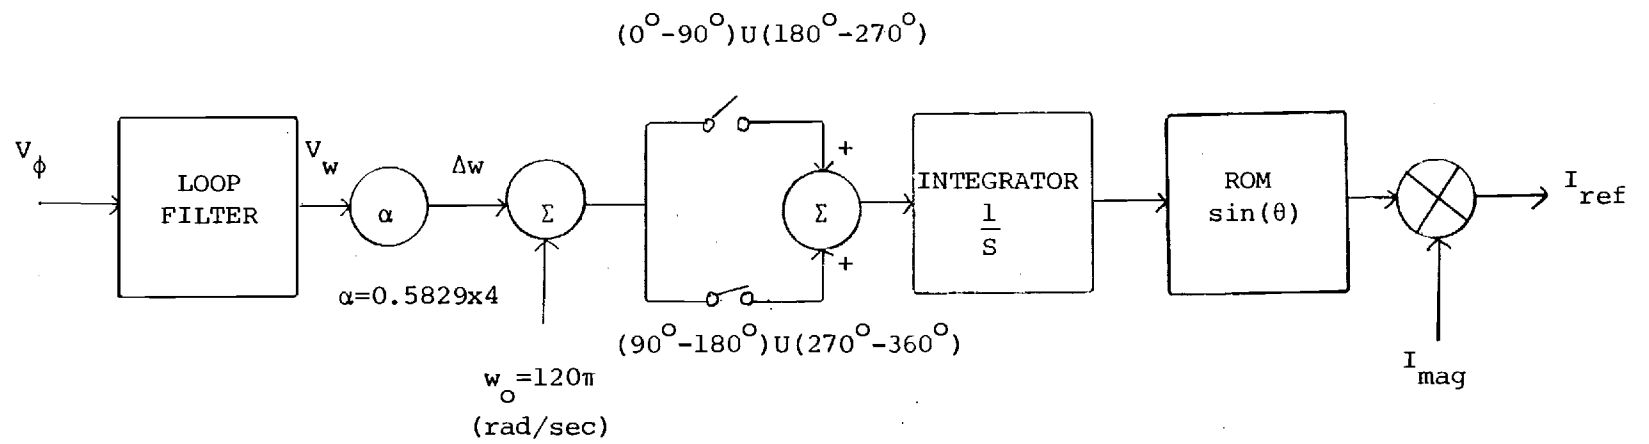 (0°-90°)U(180°-270°)
V_ϕ
LOOP
FILTER
V_w
α
Δw
Σ
+
Σ
+
INTEGRATOR
1
S
ROM
sin(θ)
I_ref
α=0.5829x4
(90°-180°)U(270°-360°)
w_o=120π
(rad/sec)
I_mag